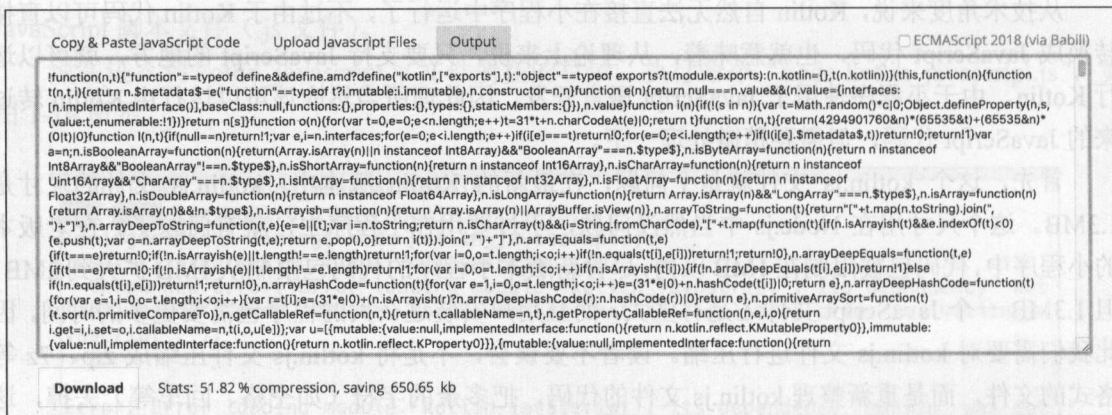 Copy & Paste JavaScript Code Upload Javascript Files Output ECMAScript 2018 (via Babili)
!function(n,t){"function"==typeof define&&define.amd?define("kotlin",["exports"],t):"object"==typeof exports?t(module.exports):(n.kotlin={},t(n.kotlin))}(this,function(n){function
t(n,t,i){return n.$metadata$=e("function"==typeof t?i.mutable:i.immutable),n.constructor=n,n}function e(n){return null===n.value&&(n.value={interfaces:
[n.implementedInterface()],baseClass:null,functions:{},properties:{},types:{},staticMembers:{}}),n.value}function i(n){if(!(s in n)){var t=Math.random()*c|0;Object.defineProperty(n,s,
{value:t,enumerable:!1})}return n[s]}function o(n){for(var t=0,e=0;e<n.length;e++)t=31*t+n.charCodeAt(e)|0;return t}function r(n,t){return(4294901760&n)*(65535&t)+(65535&n)*
(0|t)|0}function l(n,t){if(null==n)return!1;var e,i=n.interfaces;for(e=0;e<i.length;e++)if(i[e]===t)return!0;for(e=0;e<i.length;e++)if(l(i[e].$metadata$,t))return!0;return!1}var
a=n;n.isBooleanArray=function(n){return(Array.isArray(n)||n instanceof Int8Array)&&"BooleanArray"===n.$type$},n.isByteArray=function(n){return n instanceof
Int8Array&&"BooleanArray"!==n.$type$},n.isShortArray=function(n){return n instanceof Int16Array},n.isCharArray=function(n){return n instanceof
Uint16Array&&"CharArray"===n.$type$},n.isIntArray=function(n){return n instanceof Int32Array},n.isFloatArray=function(n){return n instanceof
Float32Array},n.isDoubleArray=function(n){return n instanceof Float64Array},n.isLongArray=function(n){return Array.isArray(n)&&"LongArray"===n.$type$},n.isArray=function(n)
{return Array.isArray(n)&&!n.$type$},n.isArrayish=function(n){return Array.isArray(n)||ArrayBuffer.isView(n)},n.arrayToString=function(t){return"["+t.map(n.toString).join(",
")+"]"},n.arrayDeepToString=function(t,e){e=e||[t];var i=n.toString;return n.isCharArray(t)&&(i=String.fromCharCode),"["+t.map(function(t){if(n.isArrayish(t)&&e.indexOf(t)<0)
{e.push(t);var o=n.arrayDeepToString(t,e);return e.pop(),o}return i(t)}).join(", ")+"]"},n.arrayEquals=function(t,e)
{if(t===e)return!0;if(!n.isArrayish(e)||t.length!==e.length)return!1;for(var i=0,o=t.length;i<o;i++)if(!n.equals(t[i],e[i]))return!1;return!0},n.arrayDeepEquals=function(t,e)
{if(t===e)return!0;if(!n.isArrayish(e)||t.length!==e.length)return!1;for(var i=0,o=t.length;i<o;i++)if(n.isArrayish(t[i])){if(!n.arrayDeepEquals(t[i],e[i]))return!1}else
if(!n.equals(t[i],e[i]))return!1;return!0},n.arrayHashCode=function(t){for(var e=1,i=0,o=t.length;i<o;i++)e=(31*e|0)+n.hashCode(t[i])|0;return e},n.arrayDeepHashCode=function(t)
{for(var e=1,i=0,o=t.length;i<o;i++){var r=t[i];e=(31*e|0)+(n.isArrayish(r)?n.arrayDeepHashCode(r):n.hashCode(r))|0}return e},n.primitiveArraySort=function(t)
{t.sort(n.primitiveCompareTo)},n.getCallableRef=function(n,t){return t.callableName=n,t},n.getPropertyCallableRef=function(n,e,i,o){return
i.get=i,i.set=o,i.callableName=n,t(i,o,u[e])};var u=[{mutable:{value:null,implementedInterface:function(){return n.kotlin.reflect.KMutableProperty0}},immutable:
{value:null,implementedInterface:function(){return n.kotlin.reflect.KProperty0}}},{mutable:{value:null,implementedInterface:function(){return
Download Stats: 51.82 % compression, saving 650.65 kb